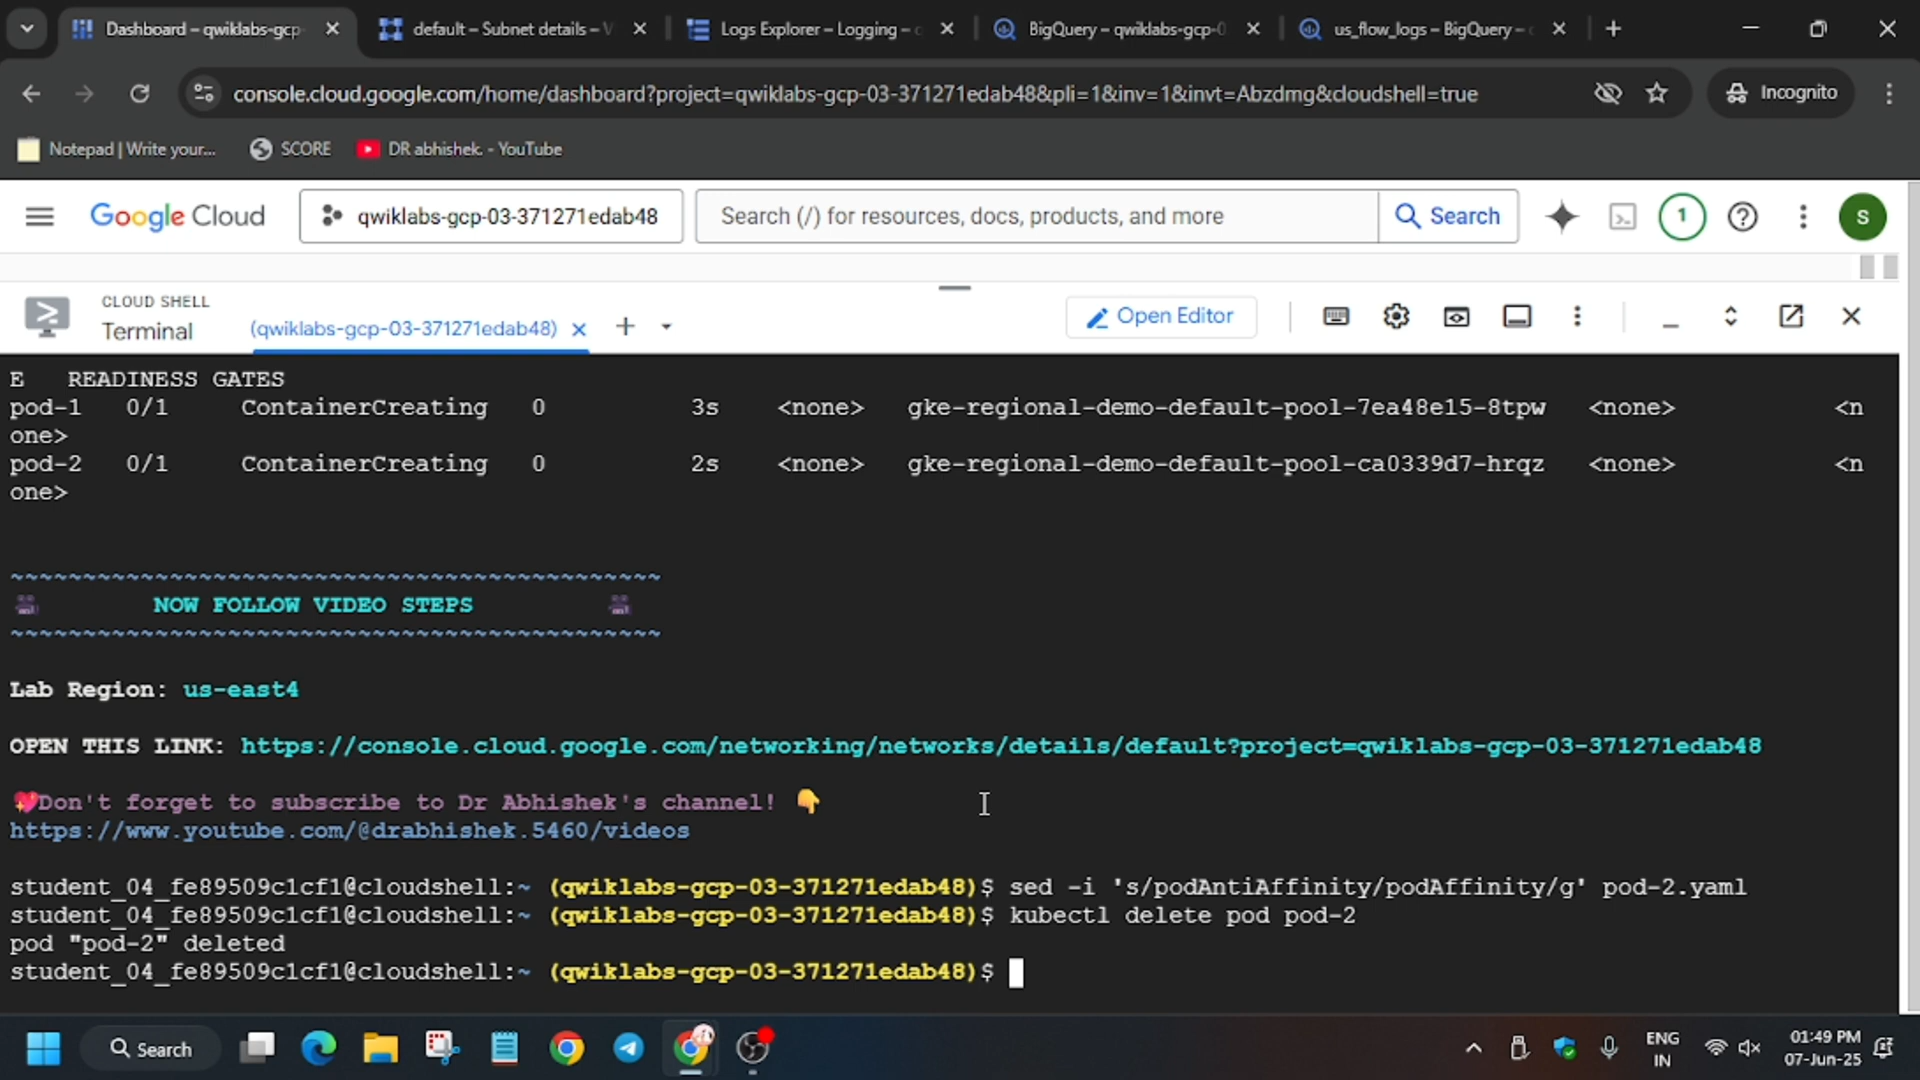 Dashboard – qwiklabs-gcp-
default – Subnet details – V
Logs Explorer – Logging – c
BigQuery – qwiklabs-gcp-0
us_flow_logs – BigQuery –
console.cloud.google.com/home/dashboard?project=qwiklabs-gcp-03-371271edab48&pli=1&inv=1&invt=Abzdmg&cloudshell=true
Incognito
Notepad | Write your...
SCORE
DR abhishek. - YouTube
Google Cloud
qwiklabs-gcp-03-371271edab48
Search (/) for resources, docs, products, and more
Search
1
S
CLOUD SHELL
Terminal
(qwiklabs-gcp-03-371271edab48)
Open Editor
E   READINESS GATES
pod-1   0/1     ContainerCreating   0          3s    <none>   gke-regional-demo-default-pool-7ea48e15-8tpw   <none>           <n
one>
pod-2   0/1     ContainerCreating   0          2s    <none>   gke-regional-demo-default-pool-ca0339d7-hrqz   <none>           <n
one>
~~~~~~~~~~~~~~~~~~~~~~~~~~~~~~~~~~~~~~~~~~~~~
🎥        NOW FOLLOW VIDEO STEPS         🎥
~~~~~~~~~~~~~~~~~~~~~~~~~~~~~~~~~~~~~~~~~~~~~
Lab Region: us-east4
OPEN THIS LINK: https://console.cloud.google.com/networking/networks/details/default?project=qwiklabs-gcp-03-371271edab48
💖Don't forget to subscribe to Dr Abhishek's channel! 👇
https://www.youtube.com/@drabhishek.5460/videos
student_04_fe89509c1cf1@cloudshell:~ (qwiklabs-gcp-03-371271edab48)$ sed -i 's/podAntiAffinity/podAffinity/g' pod-2.yaml
student_04_fe89509c1cf1@cloudshell:~ (qwiklabs-gcp-03-371271edab48)$ kubectl delete pod pod-2
pod "pod-2" deleted
student_04_fe89509c1cf1@cloudshell:~ (qwiklabs-gcp-03-371271edab48)$
Search
ENG
IN
01:49 PM
07-Jun-25